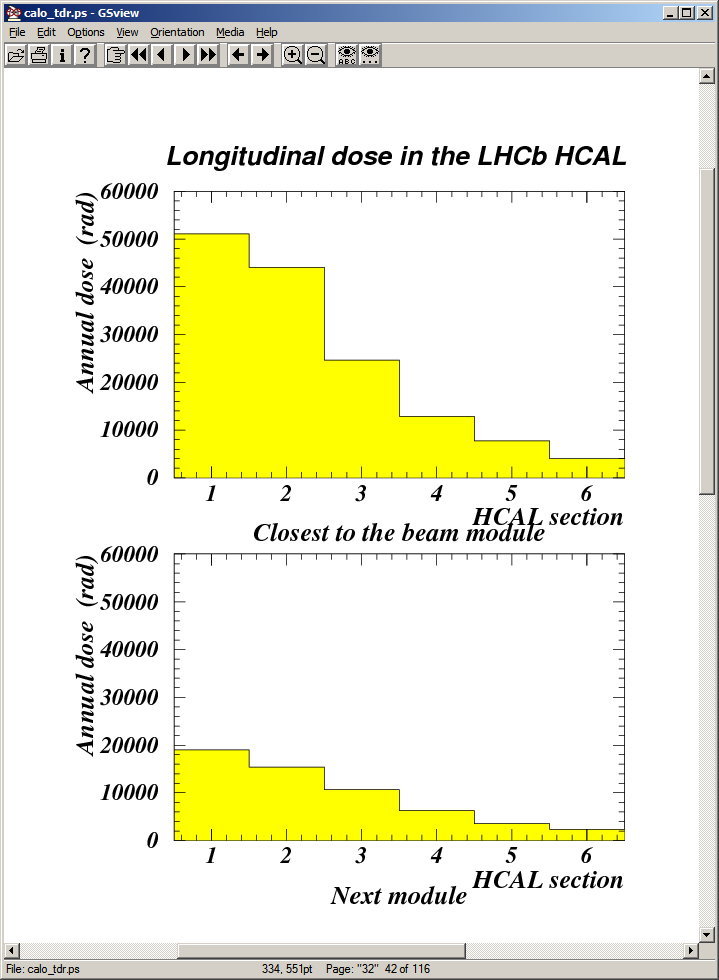 calo_tdr.ps - GSview
File Edit Options View Orientation Media Help
i ?
ABC
Longitudinal dose in the LHCb HCAL
Annual dose (rad)
60000
50000
40000
30000
20000
10000
0
1 2 3 4 5 6
HCAL section
Closest to the beam module
Annual dose (rad)
60000
50000
40000
30000
20000
10000
0
1 2 3 4 5 6
HCAL section
Next module
File: calo_tdr.ps 334, 551pt Page: "32" 42 of 116